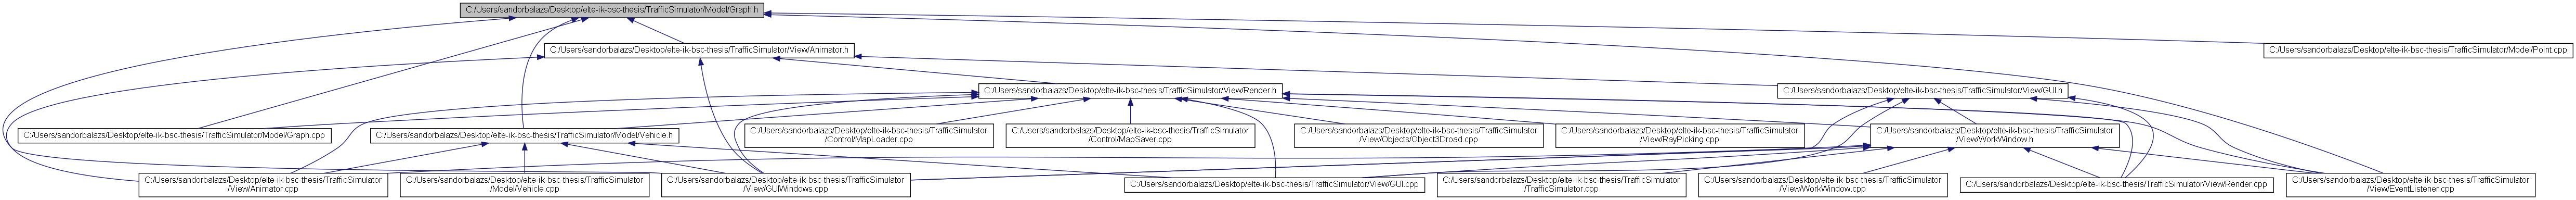 C:/Users/sandorbalazs/Desktop/elte-ik-bsc-thesis/TrafficSimulator/Model/Graph.h
C:/Users/sandorbalazs/Desktop/elte-ik-bsc-thesis/TrafficSimulator/View/Animator.h
C:/Users/sandorbalazs/Desktop/elte-ik-bsc-thesis/TrafficSimulator/Model/Point.cpp
C:/Users/sandorbalazs/Desktop/elte-ik-bsc-thesis/TrafficSimulator/View/Render.h
C:/Users/sandorbalazs/Desktop/elte-ik-bsc-thesis/TrafficSimulator/View/GUI.h
C:/Users/sandorbalazs/Desktop/elte-ik-bsc-thesis/TrafficSimulator/Model/Graph.cpp
C:/Users/sandorbalazs/Desktop/elte-ik-bsc-thesis/TrafficSimulator/Model/Vehicle.h
C:/Users/sandorbalazs/Desktop/elte-ik-bsc-thesis/TrafficSimulator
/Control/MapLoader.cpp
C:/Users/sandorbalazs/Desktop/elte-ik-bsc-thesis/TrafficSimulator
/Control/MapSaver.cpp
C:/Users/sandorbalazs/Desktop/elte-ik-bsc-thesis/TrafficSimulator
/View/Objects/Object3Droad.cpp
C:/Users/sandorbalazs/Desktop/elte-ik-bsc-thesis/TrafficSimulator
/View/RayPicking.cpp
C:/Users/sandorbalazs/Desktop/elte-ik-bsc-thesis/TrafficSimulator
/View/WorkWindow.h
C:/Users/sandorbalazs/Desktop/elte-ik-bsc-thesis/TrafficSimulator
/View/Animator.cpp
C:/Users/sandorbalazs/Desktop/elte-ik-bsc-thesis/TrafficSimulator
/Model/Vehicle.cpp
C:/Users/sandorbalazs/Desktop/elte-ik-bsc-thesis/TrafficSimulator
/View/GUIWindows.cpp
C:/Users/sandorbalazs/Desktop/elte-ik-bsc-thesis/TrafficSimulator/View/GUI.cpp
C:/Users/sandorbalazs/Desktop/elte-ik-bsc-thesis/TrafficSimulator
/TrafficSimulator.cpp
C:/Users/sandorbalazs/Desktop/elte-ik-bsc-thesis/TrafficSimulator
/View/WorkWindow.cpp
C:/Users/sandorbalazs/Desktop/elte-ik-bsc-thesis/TrafficSimulator/View/Render.cpp
C:/Users/sandorbalazs/Desktop/elte-ik-bsc-thesis/TrafficSimulator
/View/EventListener.cpp